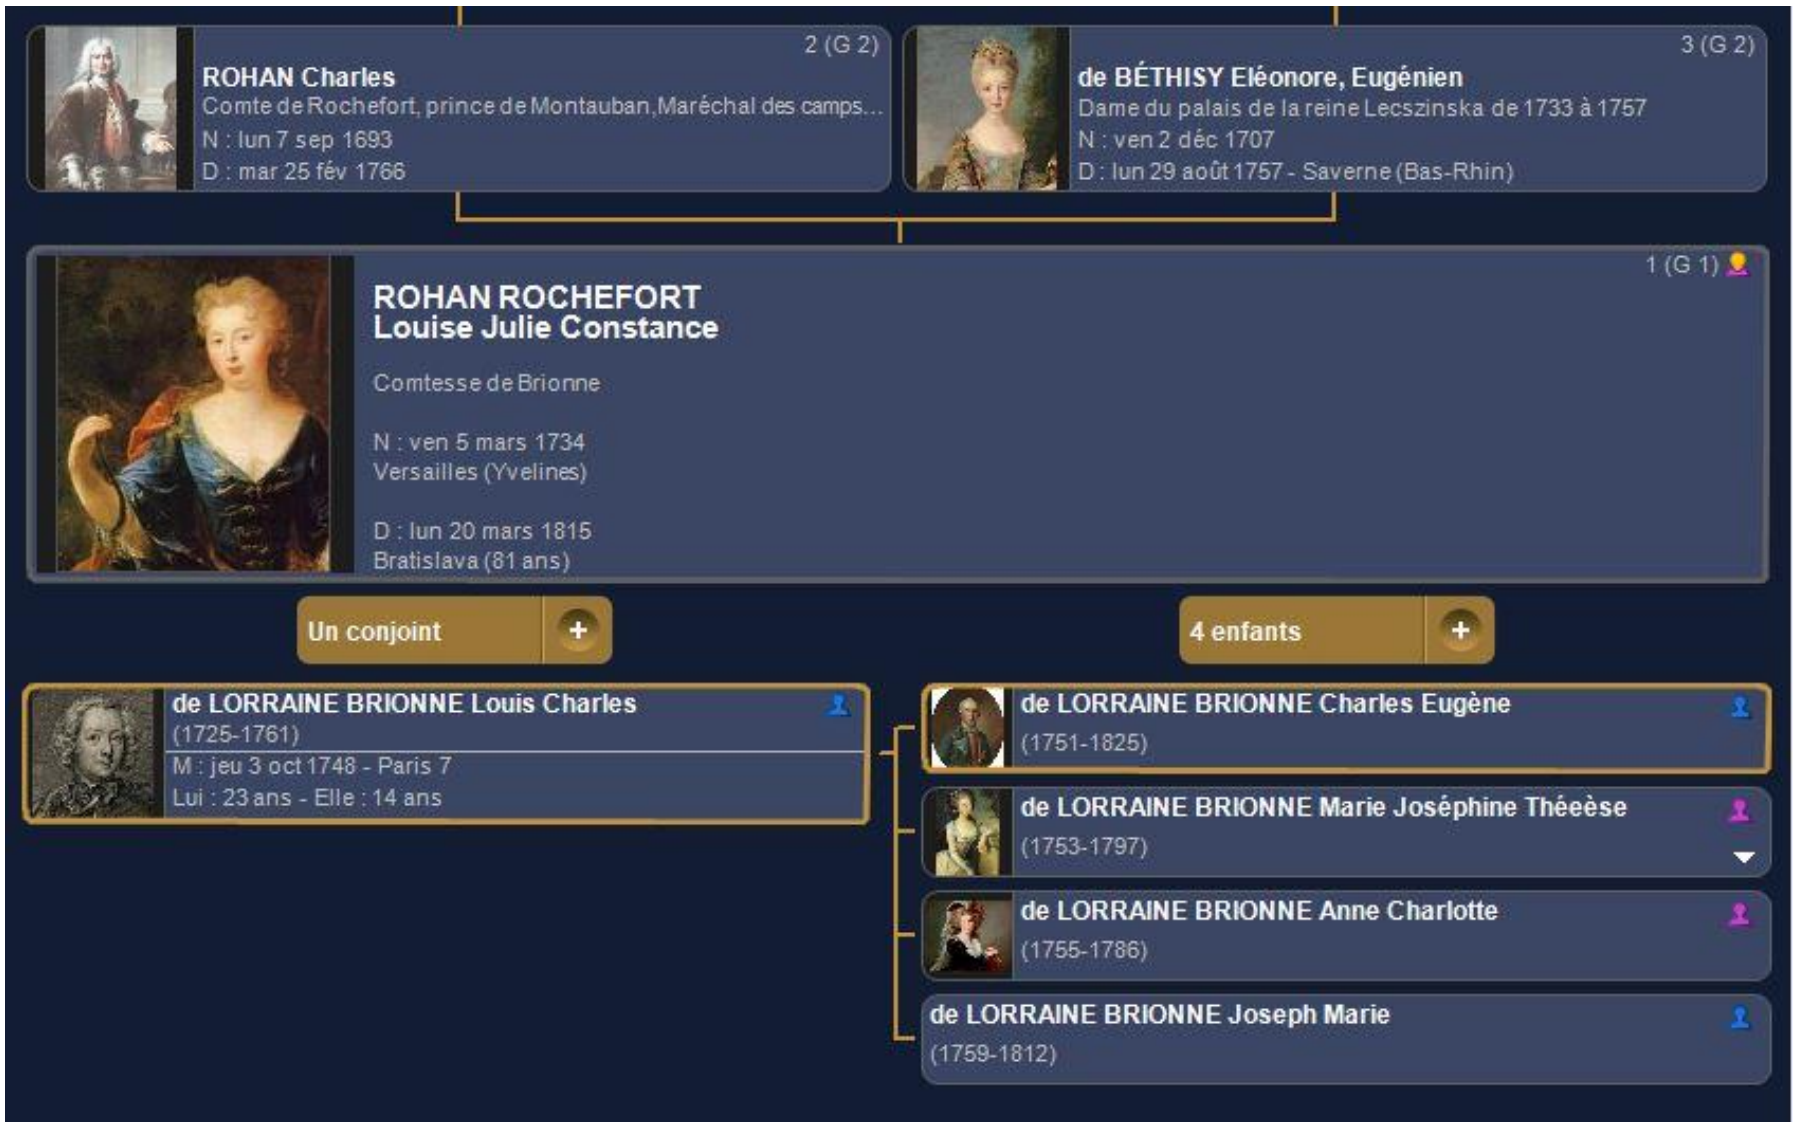 2 (G 2)
ROHAN Charles
Comte de Rochefort, prince de Montauban,Maréchal des camps...
N : lun 7 sep 1693
D : mar 25 fév 1766
3 (G 2)
de BÉTHISY Eléonore, Eugénien
Dame du palais de la reine Lecszinska de 1733 à 1757
N : ven 2 déc 1707
D : lun 29 août 1757 - Saverne (Bas-Rhin)
1 (G 1)
ROHAN ROCHEFORT
Louise Julie Constance
Comtesse de Brionne
N : ven 5 mars 1734
Versailles (Yvelines)
D : lun 20 mars 1815
Bratislava (81 ans)
Un conjoint +
4 enfants +
de LORRAINE BRIONNE Louis Charles
(1725-1761)
M : jeu 3 oct 1748 - Paris 7
Lui : 23 ans - Elle : 14 ans
de LORRAINE BRIONNE Charles Eugène
(1751-1825)
de LORRAINE BRIONNE Marie Joséphine Théeèse
(1753-1797)
de LORRAINE BRIONNE Anne Charlotte
(1755-1786)
de LORRAINE BRIONNE Joseph Marie
(1759-1812)